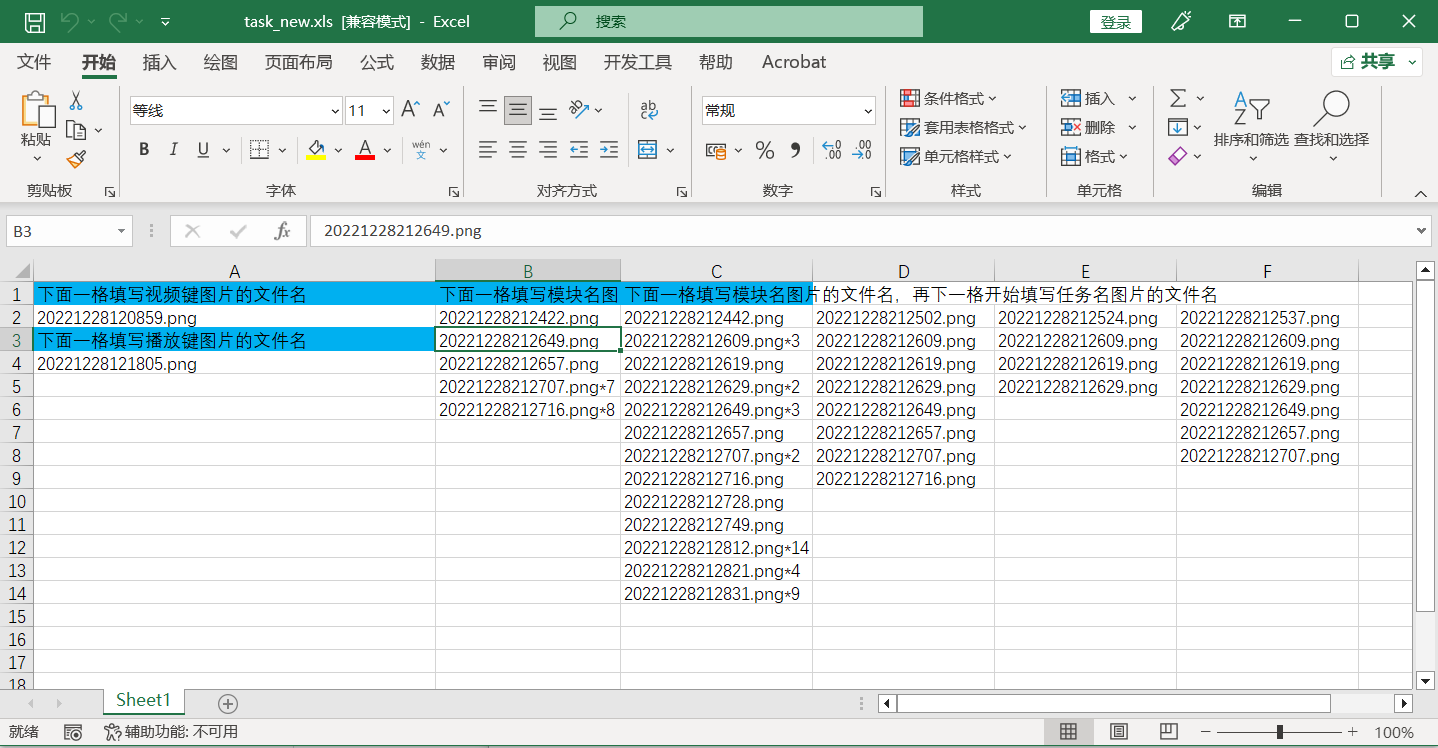 task_new.xls [兼容模式] - Excel
搜索
登录
文件 开始 插入 绘图 页面布局 公式 数据 审阅 视图 开发工具 帮助 Acrobat 共享
粘贴
剪贴板
等线 11
B I U wén 文
字体
ab c
对齐方式
常规
% 9 .00 .00
数字
条件格式
套用表格格式
单元格样式
样式
插入
删除
格式
单元格
排序和筛选 查找和选择
编辑
B3 fx 20221228212649.png
A B C D E F
1 下面一格填写视频键图片的文件名 下面一格填写模块名图 下面一格填写模块名图片的文件名，再下一格开始填写任务名图片的文件名
2 20221228120859.png 20221228212422.png 20221228212442.png 20221228212502.png 20221228212524.png 20221228212537.png
3 下面一格填写播放键图片的文件名 20221228212649.png 20221228212609.png*3 20221228212609.png 20221228212609.png 20221228212609.png
4 20221228121805.png 20221228212657.png 20221228212619.png 20221228212619.png 20221228212619.png 20221228212619.png
5 20221228212707.png*7 20221228212629.png*2 20221228212629.png 20221228212629.png 20221228212629.png
6 20221228212716.png*8 20221228212649.png*3 20221228212649.png 20221228212649.png
7 20221228212657.png 20221228212657.png 20221228212657.png
8 20221228212707.png*2 20221228212707.png 20221228212707.png
9 20221228212716.png 20221228212716.png
10 20221228212728.png
11 20221228212749.png
12 20221228212812.png*14
13 20221228212821.png*4
14 20221228212831.png*9
15
16
17
18
Sheet1
就绪 辅助功能: 不可用 100%